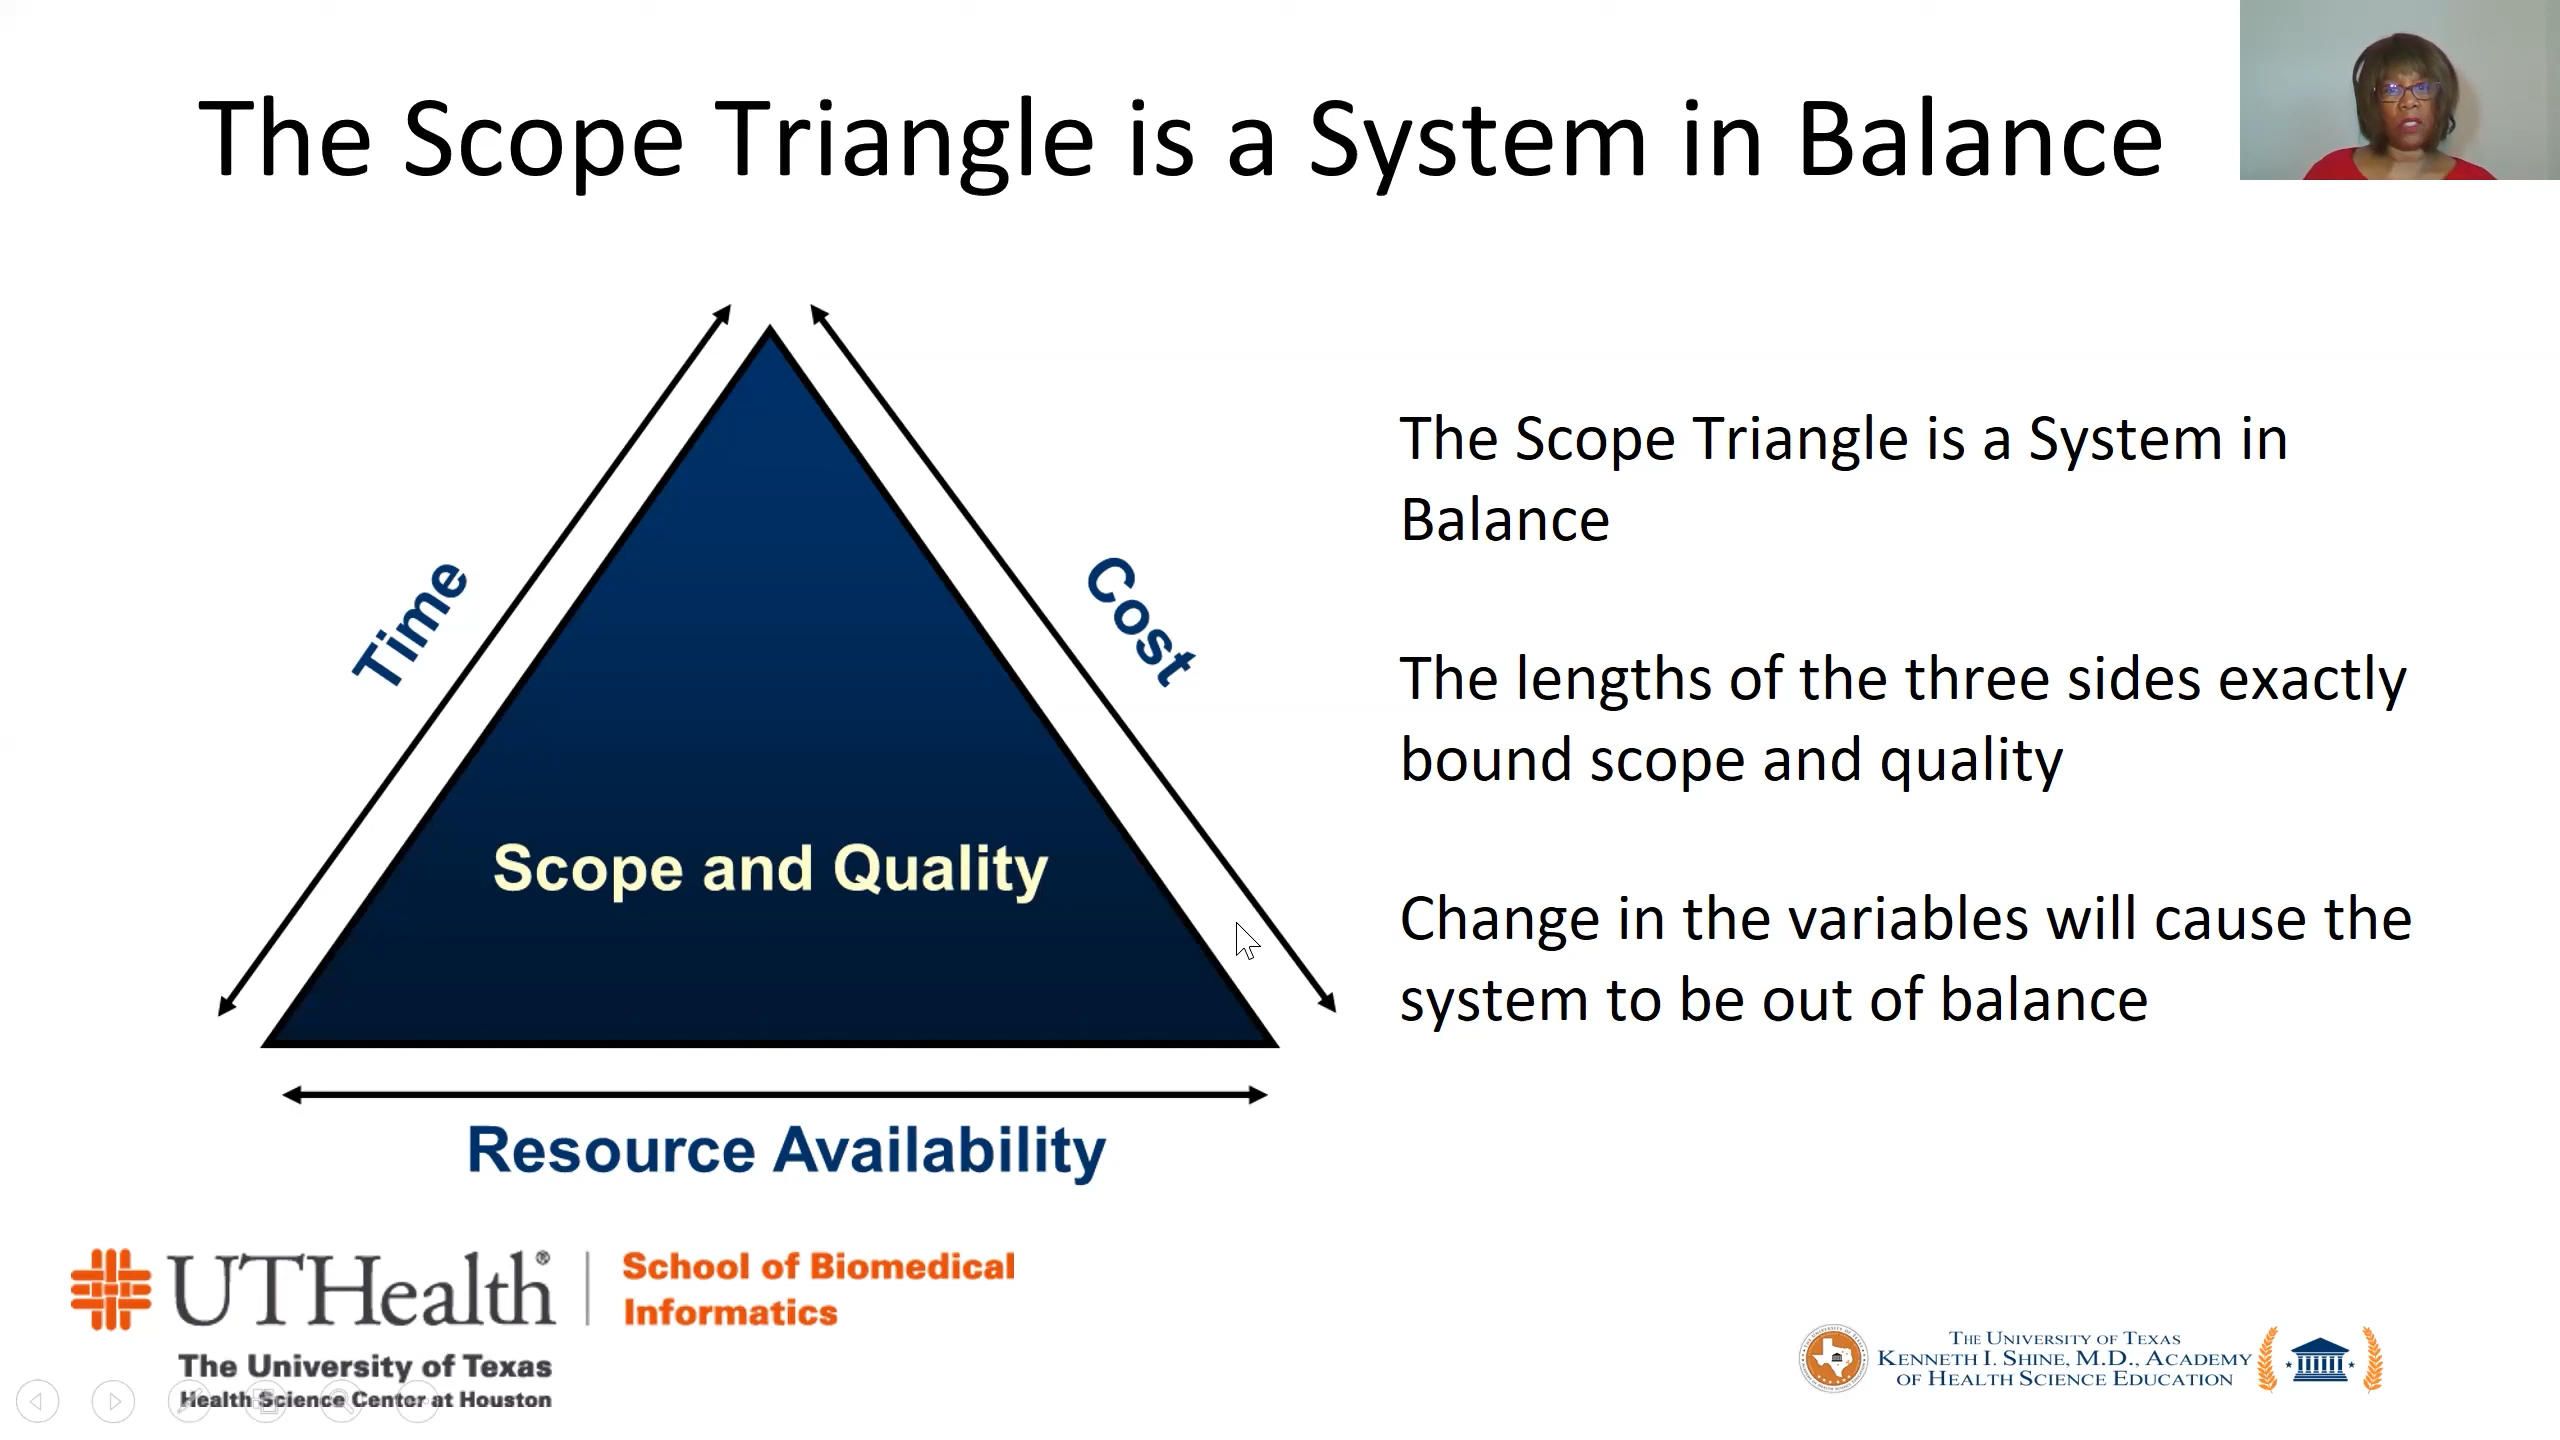 The Scope Triangle is a System in Balance
Time
Cost
Scope and Quality
Resource Availability
The Scope Triangle is a System in
Balance
The lengths of the three sides exactly
bound scope and quality
Change in the variables will cause the
system to be out of balance
UTHealth®
School of Biomedical
Informatics
The University of Texas
Health Science Center at Houston
The University of Texas
Kenneth I. Shine, M.D., Academy
of Health Science Education